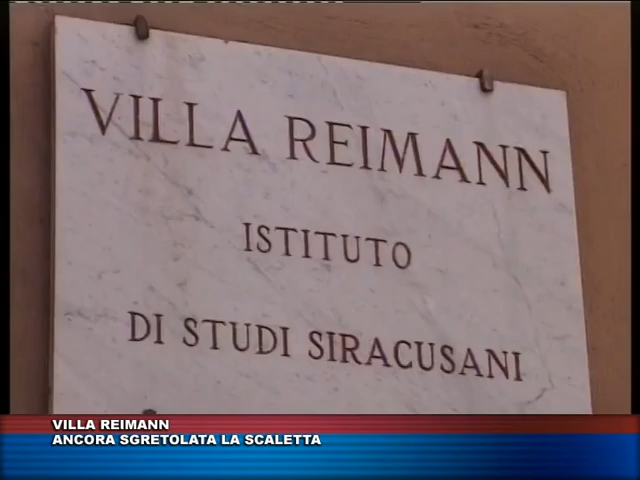 VILLA REIMANN
ISTITUTO
DI STUDI SIRACUSANI
VILLA REIMANN
ANCORA SGRETOLATA LA SCALETTA